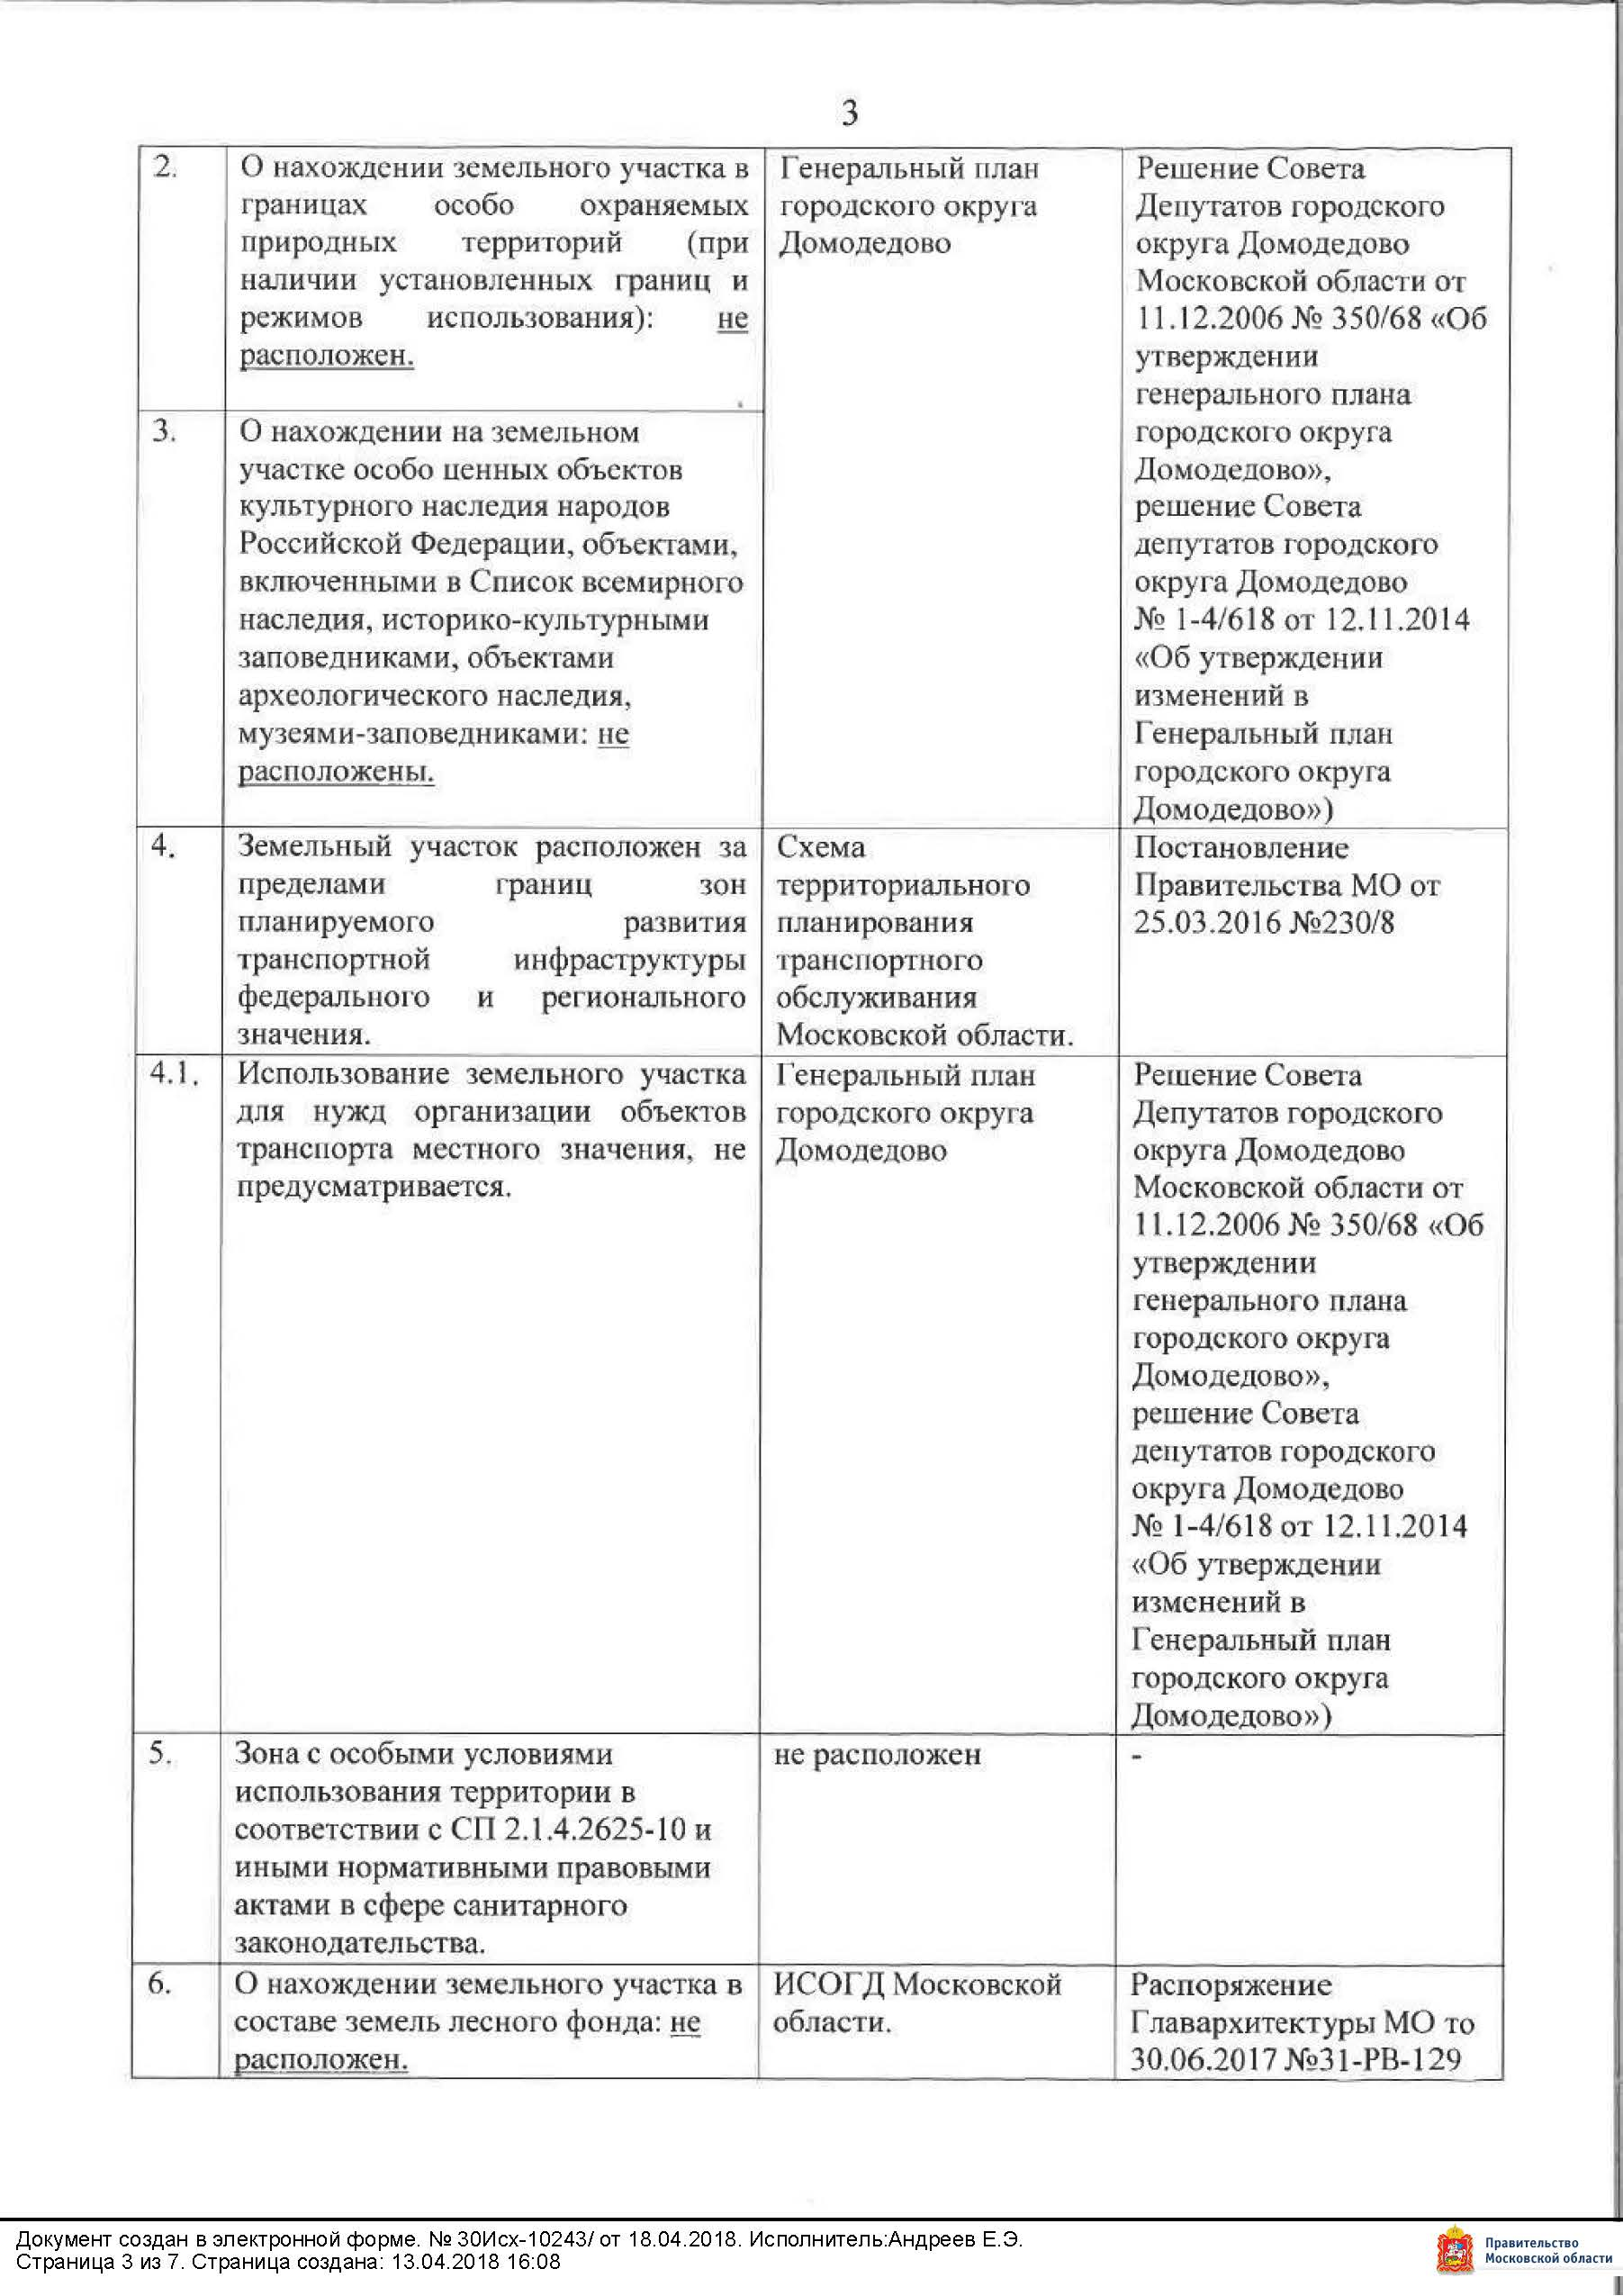 3
2.
О нахождении земельного участка в
границах особо охраняемых
природных территорий (при
наличии установленных границ и
режимов использования): не
расположен.
Генеральный план
городского округа
Домодедово
Решение Совета
Депутатов городского
округа Домодедово
Московской области от
11.12.2006 № 350/68 «Об
утверждении
генерального плана
городского округа
Домодедово»,
решение Совета
депутатов городского
округа Домодедово
№ 1-4/618 от 12.11.2014
«Об утверждении
изменений в
Генеральный план
городского округа
Домодедово»)
3.
О нахождении на земельном
участке особо ценных объектов
культурного наследия народов
Российской Федерации, объектами,
включенными в Список всемирного
наследия, историко-культурными
заповедниками, объектами
археологического наследия,
музеями-заповедниками: не
расположены.
4.
Земельный участок расположен за
пределами границ зон
планируемого развития
транспортной инфраструктуры
федерального и регионального
значения.
Схема
территориального
планирования
транспортного
обслуживания
Московской области.
Постановление
Правительства МО от
25.03.2016 №230/8
4.1.
Использование земельного участка
для нужд организации объектов
транспорта местного значения, не
предусматривается.
Генеральный план
городского округа
Домодедово
Решение Совета
Депутатов городского
округа Домодедово
Московской области от
11.12.2006 № 350/68 «Об
утверждении
генерального плана
городского округа
Домодедово»,
решение Совета
депутатов городского
округа Домодедово
№ 1-4/618 от 12.11.2014
«Об утверждении
изменений в
Генеральный план
городского округа
Домодедово»)
5.
Зона с особыми условиями
использования территории в
соответствии с СП 2.1.4.2625-10 и
иными нормативными правовыми
актами в сфере санитарного
законодательства.
не расположен
-
6.
О нахождении земельного участка в
составе земель лесного фонда: не
расположен.
ИСОГД Московской
области.
Распоряжение
Главархитектуры МО то
30.06.2017 №31-РВ-129
Документ создан в электронной форме. № 30Исх-10243/ от 18.04.2018. Исполнитель:Андреев Е.Э.
Страница 3 из 7. Страница создана: 13.04.2018 16:08
Правительство
Московской области